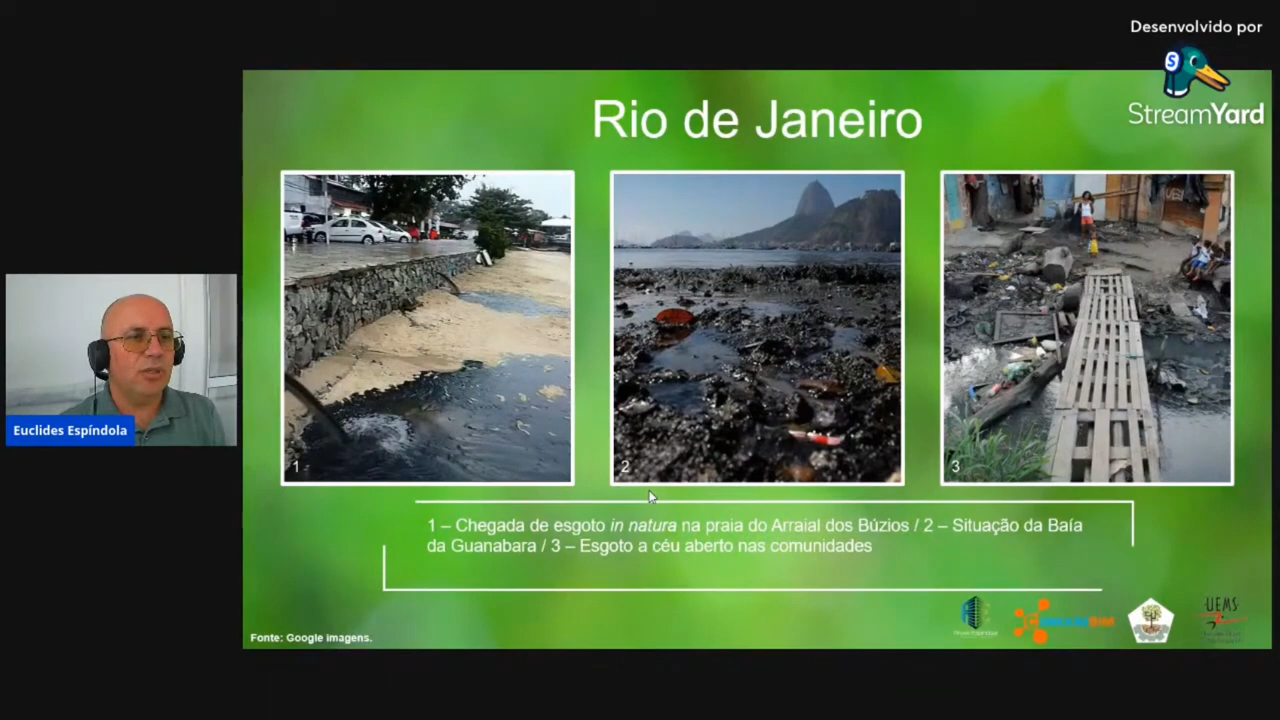 Desenvolvido por
StreamYard
Rio de Janeiro
1
2
3
Euclides Espíndola
1 – Chegada de esgoto in natura na praia do Arraial dos Búzios / 2 – Situação da Baía
da Guanabara / 3 – Esgoto a céu aberto nas comunidades
Fonte: Google imagens.
UEMS